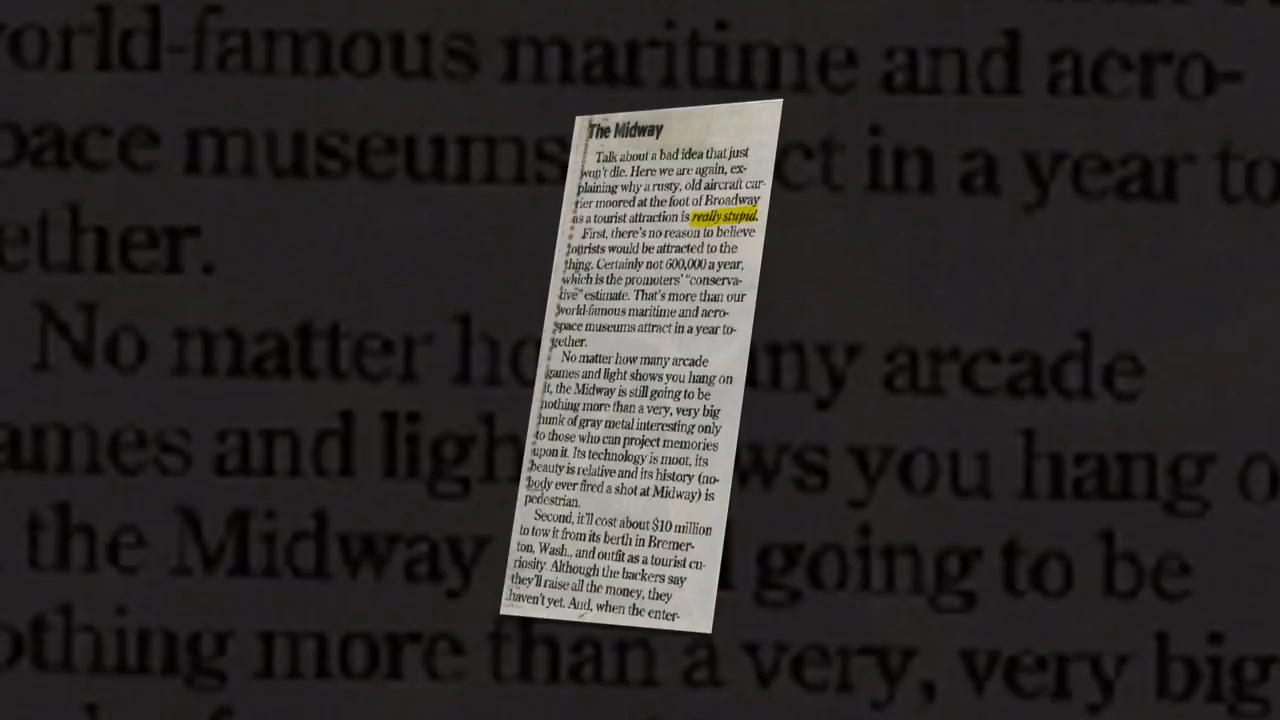 The Midway
Talk about a bad idea that just
won't die. Here we are again, ex-
plaining why a rusty, old aircraft car-
rier moored at the foot of Broadway
as a tourist attraction is really stupid.
First, there's no reason to believe
tourists would be attracted to the
thing. Certainly not 600,000 a year,
which is the promoters' "conserva-
tive" estimate. That's more than our
world-famous maritime and aero-
space museums attract in a year to-
gether.
No matter how many arcade
games and light shows you hang on
it, the Midway is still going to be
nothing more than a very, very big
hunk of gray metal interesting only
to those who can project memories
upon it. Its technology is moot, its
beauty is relative and its history (no-
body ever fired a shot at Midway) is
pedestrian.
Second, it'll cost about $10 million
to tow it from its berth in Bremer-
ton, Wash., and outfit as a tourist cu-
riosity. Although the backers say
they'll raise all the money, they
haven't yet. And, when the enter-
world-famous maritime and aero-
pace museums ct in a year to
ether.
No matter ho any arcade
ames and ligh ws you hang o
the Midway going to be
othing more than a very, very big